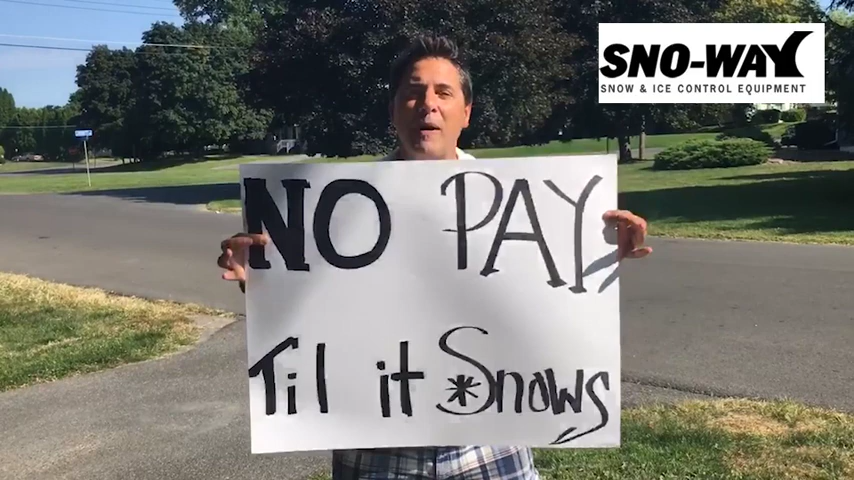 SNO-WAY
SNOW & ICE CONTROL EQUIPMENT
NO PAY
Til it *Snows